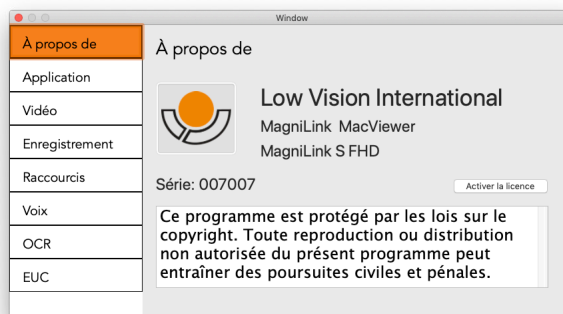 Window
À propos de
Application
Vidéo
Enregistrement
Raccourcis
Voix
OCR
EUC
À propos de
Low Vision International
MagniLink MacViewer
MagniLink S FHD
Série: 007007
Activer la licence
Ce programme est protégé par les lois sur le
copyright. Toute reproduction ou distribution
non autorisée du présent programme peut
entraîner des poursuites civiles et pénales.